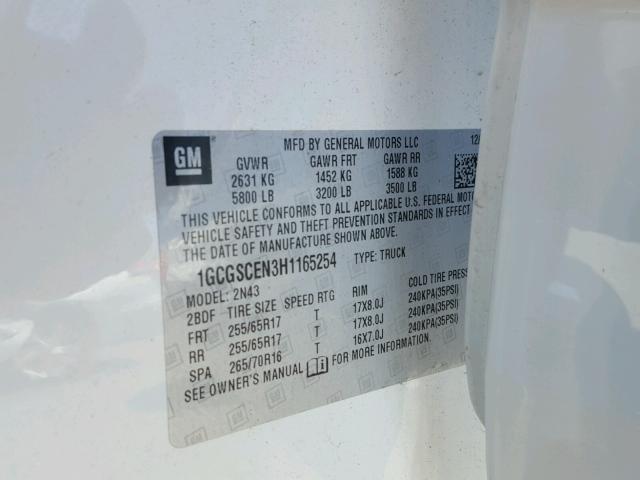 GM
MFD BY GENERAL MOTORS LLC 12/
GVWR GAWR FRT GAWR RR
2631 KG 1452 KG 1588 KG
5800 LB 3200 LB 3500 LB
THIS VEHICLE CONFORMS TO ALL APPLICABLE U.S. FEDERAL MOTO
VEHICLE SAFETY AND THEFT PREVENTION STANDARDS IN EFFECT
THE DATE OF MANUFACTURE SHOWN ABOVE.
1GCGSCEN3H1165254 TYPE: TRUCK
MODEL: 2N43
2BDF TIRE SIZE SPEED RTG RIM COLD TIRE PRESS
FRT 255/65R17 T 17X8.0J 240KPA(35PSI)
RR 255/65R17 T 17X8.0J 240KPA(35PSI)
SPA 265/70R16 T 16X7.0J 240KPA(35PSI)
SEE OWNER'S MANUAL FOR MORE INFORMATION.